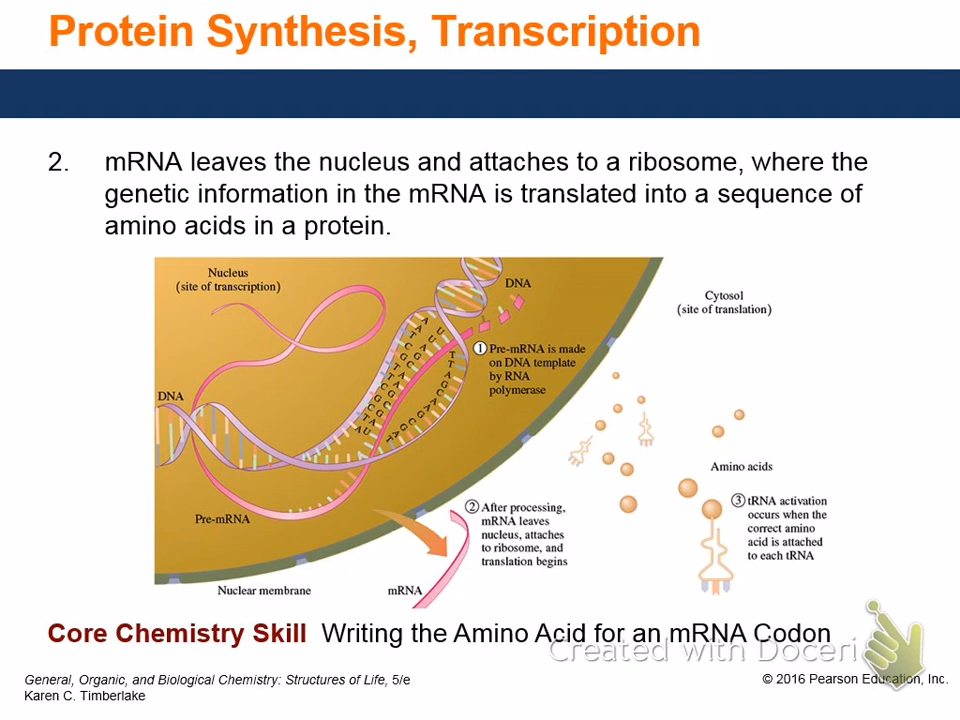 Protein Synthesis, Transcription
2. mRNA leaves the nucleus and attaches to a ribosome, where the
genetic information in the mRNA is translated into a sequence of
amino acids in a protein.
Nucleus
(site of transcription)
DNA
Cytosol
(site of translation)
① Pre-mRNA is made
on DNA template
by RNA
polymerase
DNA
Amino acids
③ tRNA activation
occurs when the
correct amino
acid is attached
to each tRNA
② After processing,
mRNA leaves
nucleus, attaches
to ribosome, and
translation begins
Pre-mRNA
Nuclear membrane
mRNA
Core Chemistry Skill Writing the Amino Acid for an mRNA Codon
Created with Doceri
General, Organic, and Biological Chemistry: Structures of Life, 5/e
Karen C. Timberlake
© 2016 Pearson Education, Inc.